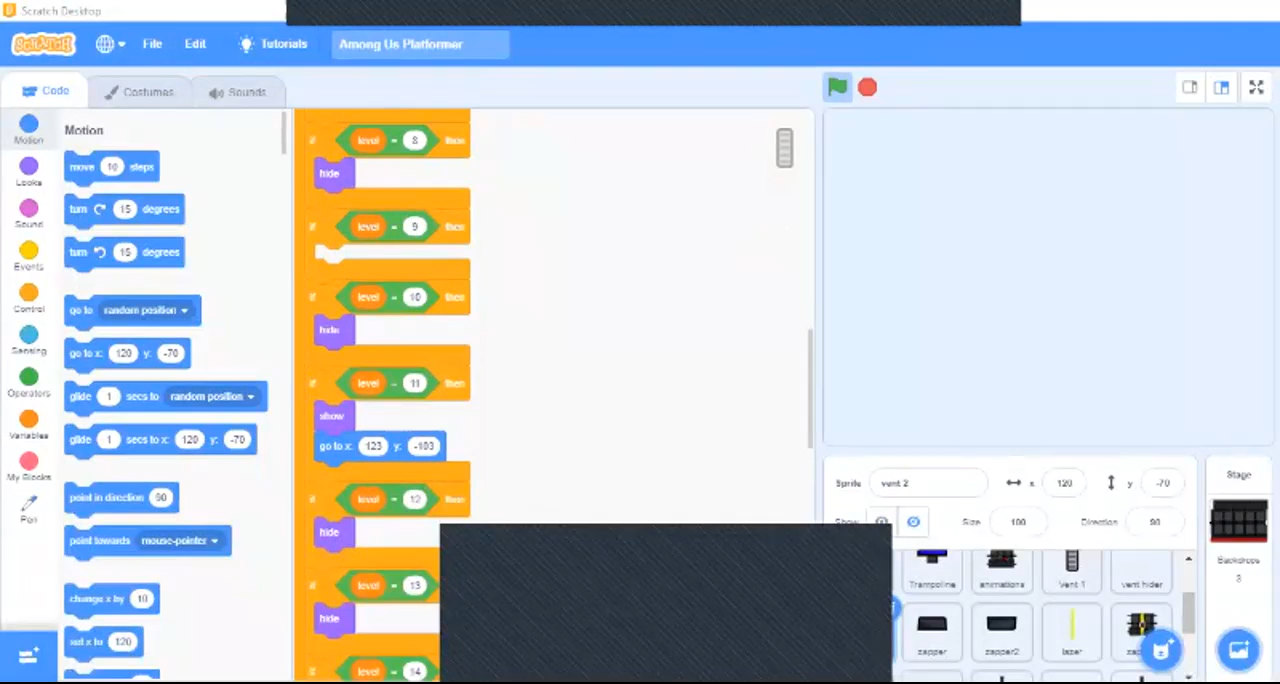 Scratch Desktop
SCRATCH File Edit Tutorials Among Us Platformer
Code Costumes Sounds
Motion
Looks
Sound
Events
Control
Sensing
Operators
Variables
My Blocks
Pen
Motion
move 10 steps
turn 15 degrees
turn 15 degrees
go to random position
go to x: 120 y: -70
glide 1 secs to random position
glide 1 secs to x: 120 y: -70
point in direction 90
point towards mouse-pointer
change x by 10
set x to 120
if level = 8 then
hide
if level = 9 then
if level = 10 then
hide
if level = 11 then
show
go to x: 123 y: -103
if level = 12 then
hide
if level = 13
hide
if level = 14
Sprite vent 2 x 120 y -70
Show Size 100 Direction 90
Trampoline animations Vent 1 vent hider
zapper zapper2 lazer
Stage
Backdrops
3